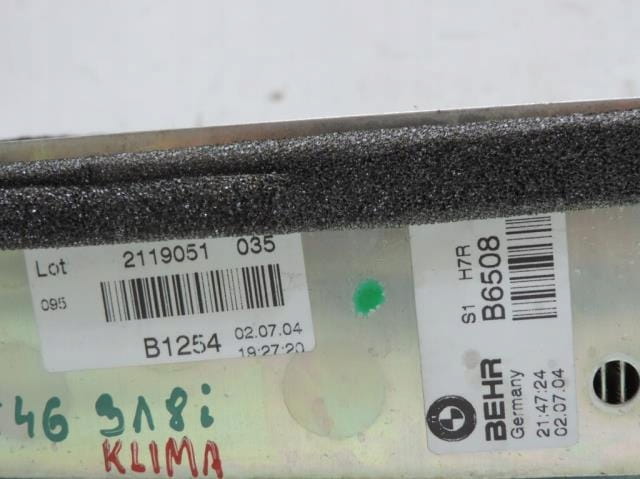 Lot 2119051 035
095
B1254 02.07.04
19:27:20
46 318i
KLIMA
S1 H7R
B6508
BEHR
Germany
21:47:24
02.07.04